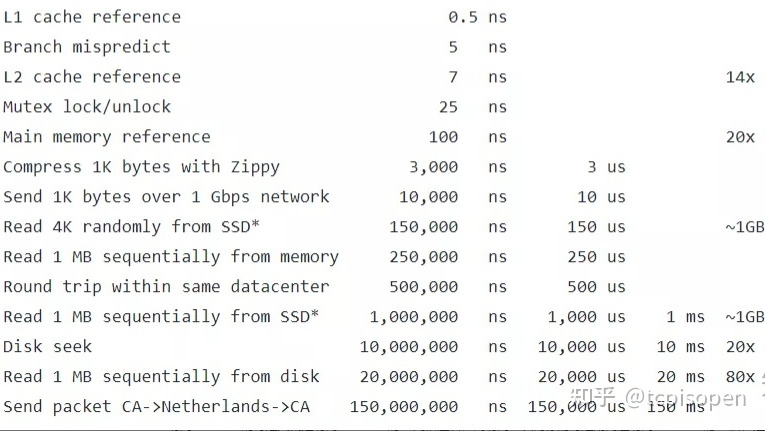 L1 cache reference 0.5 ns
Branch mispredict 5 ns
L2 cache reference 7 ns 14x
Mutex lock/unlock 25 ns
Main memory reference 100 ns 20x
Compress 1K bytes with Zippy 3,000 ns 3 us
Send 1K bytes over 1 Gbps network 10,000 ns 10 us
Read 4K randomly from SSD* 150,000 ns 150 us ~1GB
Read 1 MB sequentially from memory 250,000 ns 250 us
Round trip within same datacenter 500,000 ns 500 us
Read 1 MB sequentially from SSD* 1,000,000 ns 1,000 us 1 ms ~1GB
Disk seek 10,000,000 ns 10,000 us 10 ms 20x
Read 1 MB sequentially from disk 20,000,000 ns 20,000 us 20 ms 80x
Send packet CA->Netherlands->CA 150,000,000 ns 150,000 us 150 ms
知乎 @tcpisopen